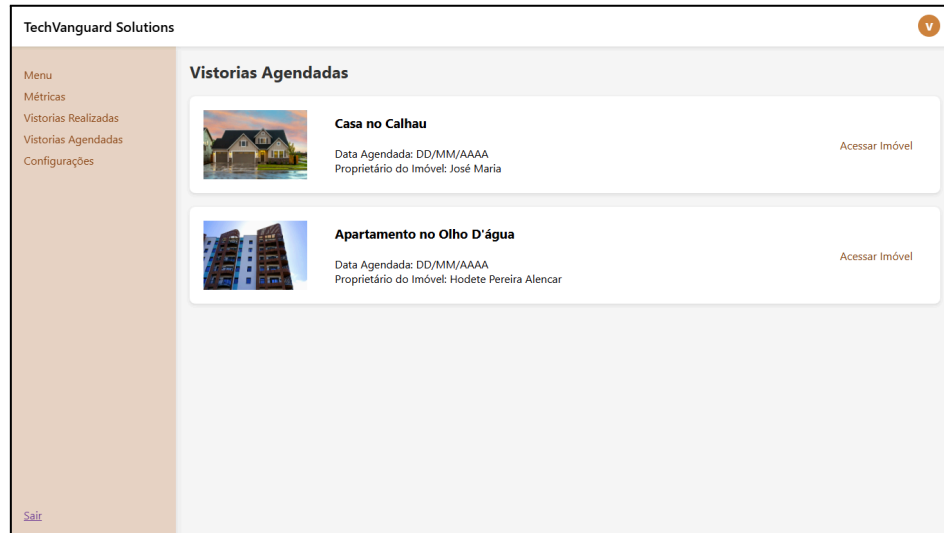 TechVanguard Solutions
V
Menu
Métricas
Vistorias Realizadas
Vistorias Agendadas
Configurações
Sair
Vistorias Agendadas
Casa no Calhau
Data Agendada: DD/MM/AAAA
Proprietário do Imóvel: José Maria
Acessar Imóvel
Apartamento no Olho D'água
Data Agendada: DD/MM/AAAA
Proprietário do Imóvel: Hodete Pereira Alencar
Acessar Imóvel